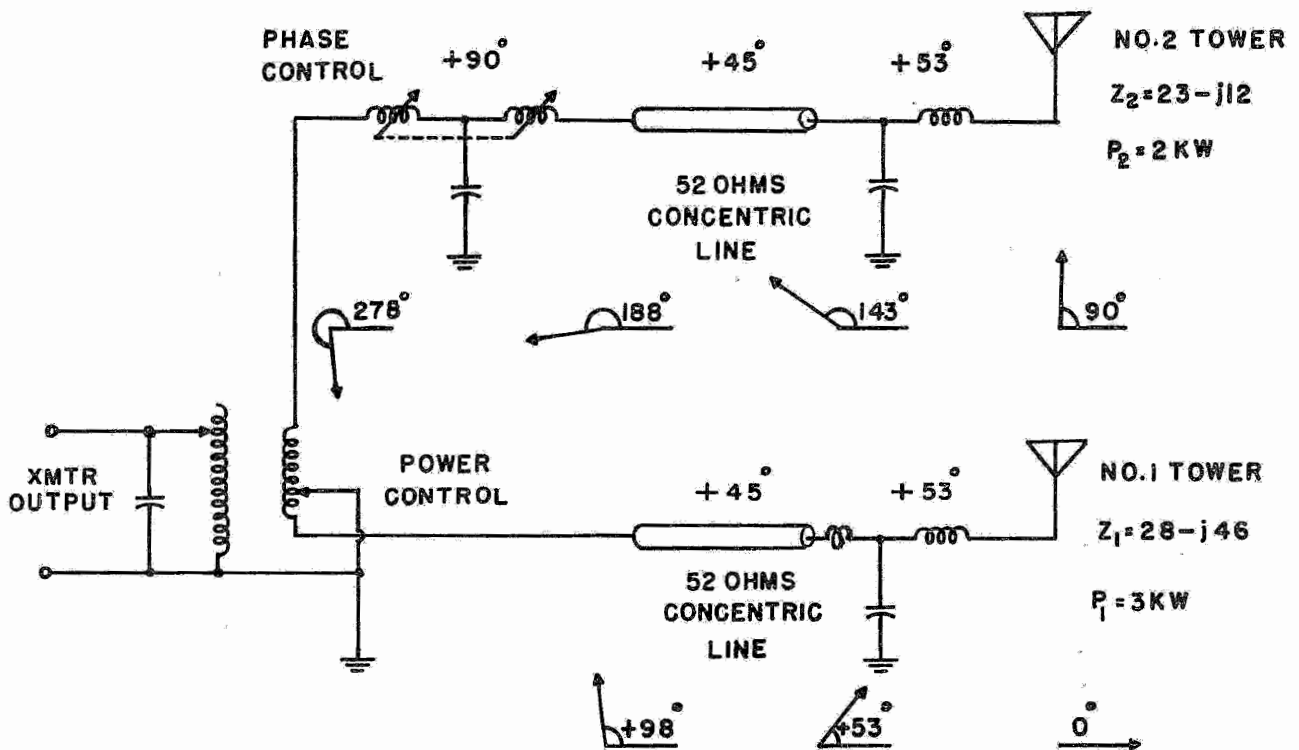 PHASE
CONTROL
+90°
+45°
+53°
NO.2 TOWER
Z₂=23-j12
P₂=2KW
52 OHMS
CONCENTRIC
LINE
278°
188°
143°
90°
XMTR
OUTPUT
POWER
CONTROL
+45°
+53°
NO.1 TOWER
Z₁=28-j46
P₁=3KW
52 OHMS
CONCENTRIC
LINE
+98°
+53°
0°